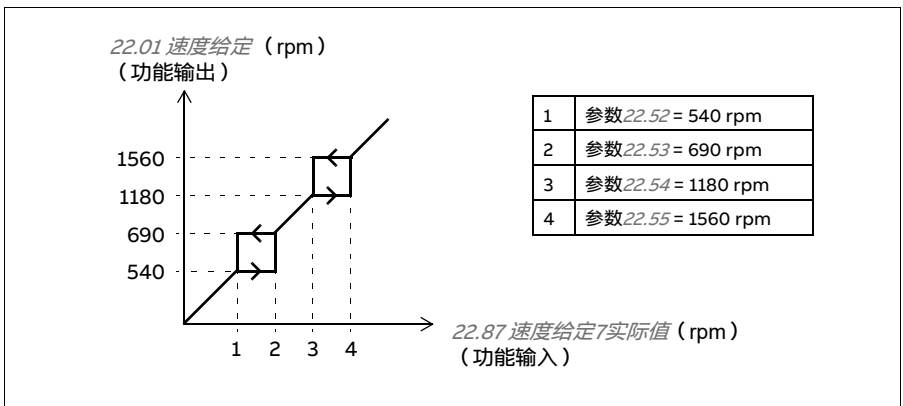 22.01 速度给定（rpm）
（功能输出）
1560
1180
690
540
1 2 3 4
22.87 速度给定7实际值（rpm）
（功能输入）
1 参数22.52 = 540 rpm
2 参数22.53 = 690 rpm
3 参数22.54 = 1180 rpm
4 参数22.55 = 1560 rpm